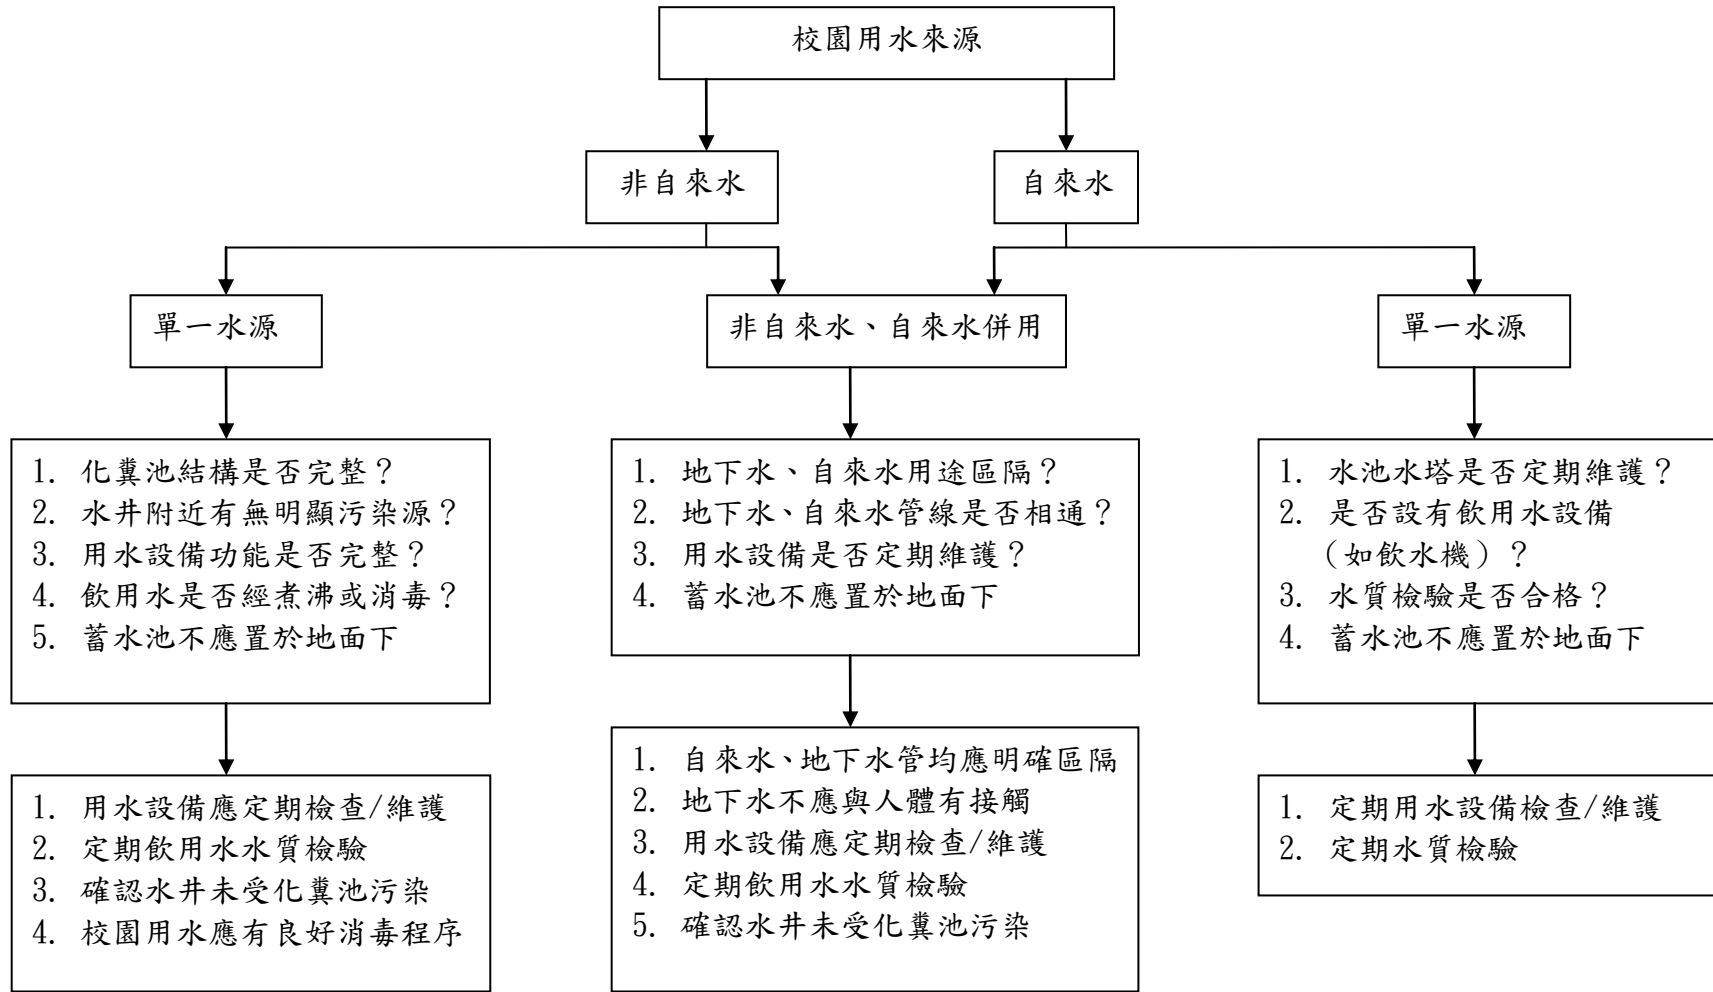 校園用水來源
非自來水
自來水
單一水源
非自來水、自來水併用
單一水源
1. 化糞池結構是否完整？
2. 水井附近有無明顯污染源？
3. 用水設備功能是否完整？
4. 飲用水是否經煮沸或消毒？
5. 蓄水池不應置於地面下
1. 地下水、自來水用途區隔？
2. 地下水、自來水管線是否相通？
3. 用水設備是否定期維護？
4. 蓄水池不應置於地面下
1. 水池水塔是否定期維護？
2. 是否設有飲用水設備
（如飲水機）？
3. 水質檢驗是否合格？
4. 蓄水池不應置於地面下
1. 用水設備應定期檢查/維護
2. 定期飲用水水質檢驗
3. 確認水井未受化糞池污染
4. 校園用水應有良好消毒程序
1. 自來水、地下水管均應明確區隔
2. 地下水不應與人體有接觸
3. 用水設備應定期檢查/維護
4. 定期飲用水水質檢驗
5. 確認水井未受化糞池污染
1. 定期用水設備檢查/維護
2. 定期水質檢驗